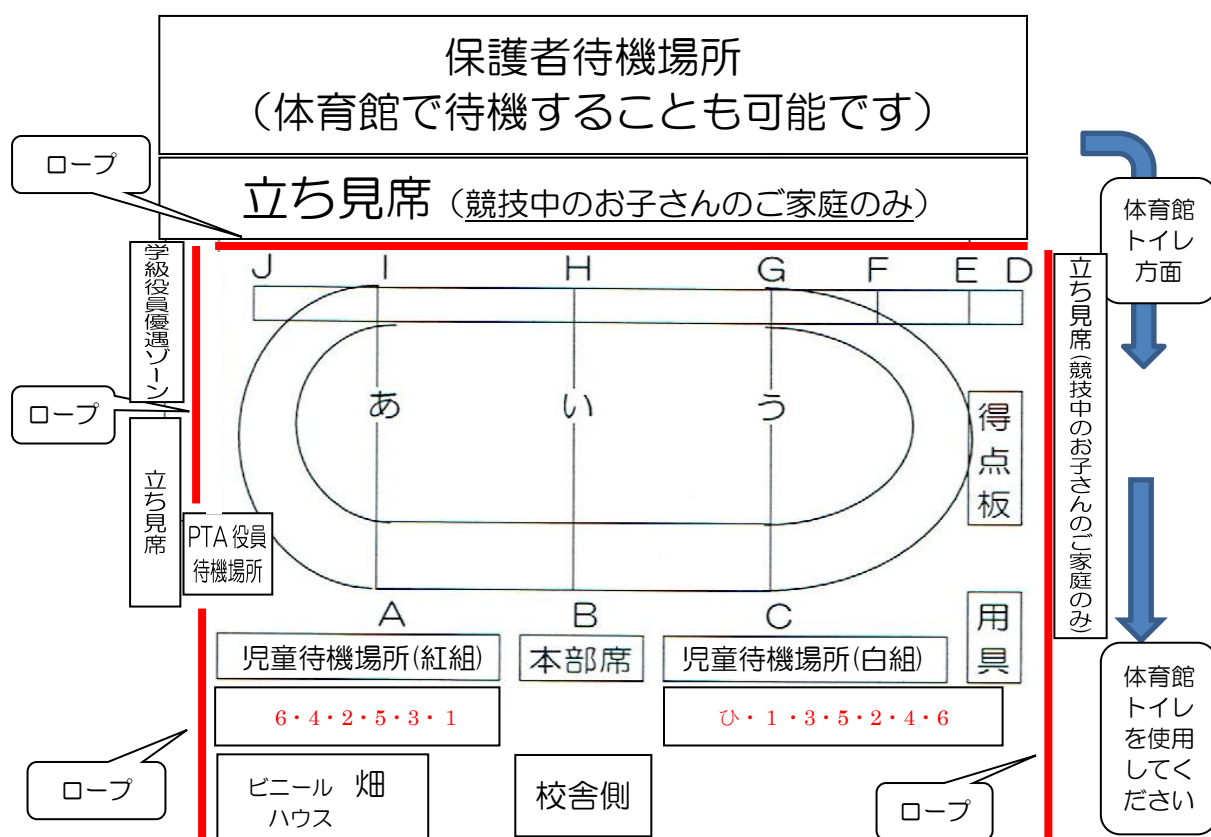 保護者待機場所
（体育館で待機することも可能です）
ロープ
立ち見席（競技中のお子さんのご家庭のみ）
体育館
トイレ
方面
学級役員優遇ゾーン
J I H G F E D
立ち見席(競技中のお子さんのご家庭のみ)
ロープ
あ い う
得点板
立ち見席
PTA役員
待機場所
A B C
用具
児童待機場所(紅組)
本部席
児童待機場所(白組)
6・4・2・5・3・1
ひ・1・3・5・2・4・6
体育館
トイレ
を使用
してく
ださい
ロープ
ビニール 畑
ハウス
校舎側
ロープ